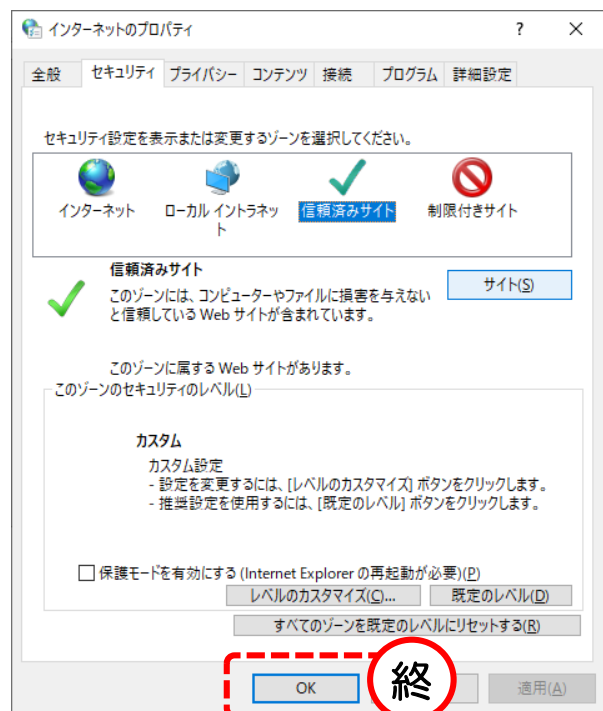 インターネットのプロパティ
?
×
全般 セキュリティ プライバシー コンテンツ 接続 プログラム 詳細設定
セキュリティ設定を表示または変更するゾーンを選択してください。
インターネット ローカル イントラネッ 信頼済みサイト 制限付きサイト
ト
信頼済みサイト
このゾーンには、コンピューターやファイルに損害を与えない サイト(S)
と信頼している Web サイトが含まれています。
このゾーンに属する Web サイトがあります。
このゾーンのセキュリティのレベル(L)
カスタム
カスタム設定
- 設定を変更するには、[レベルのカスタマイズ] ボタンをクリックします。
- 推奨設定を使用するには、[既定のレベル] ボタンをクリックします。
保護モードを有効にする (Internet Explorer の再起動が必要)(P)
レベルのカスタマイズ(C)... 既定のレベル(D)
すべてのゾーンを既定のレベルにリセットする(R)
OK 終 適用(A)